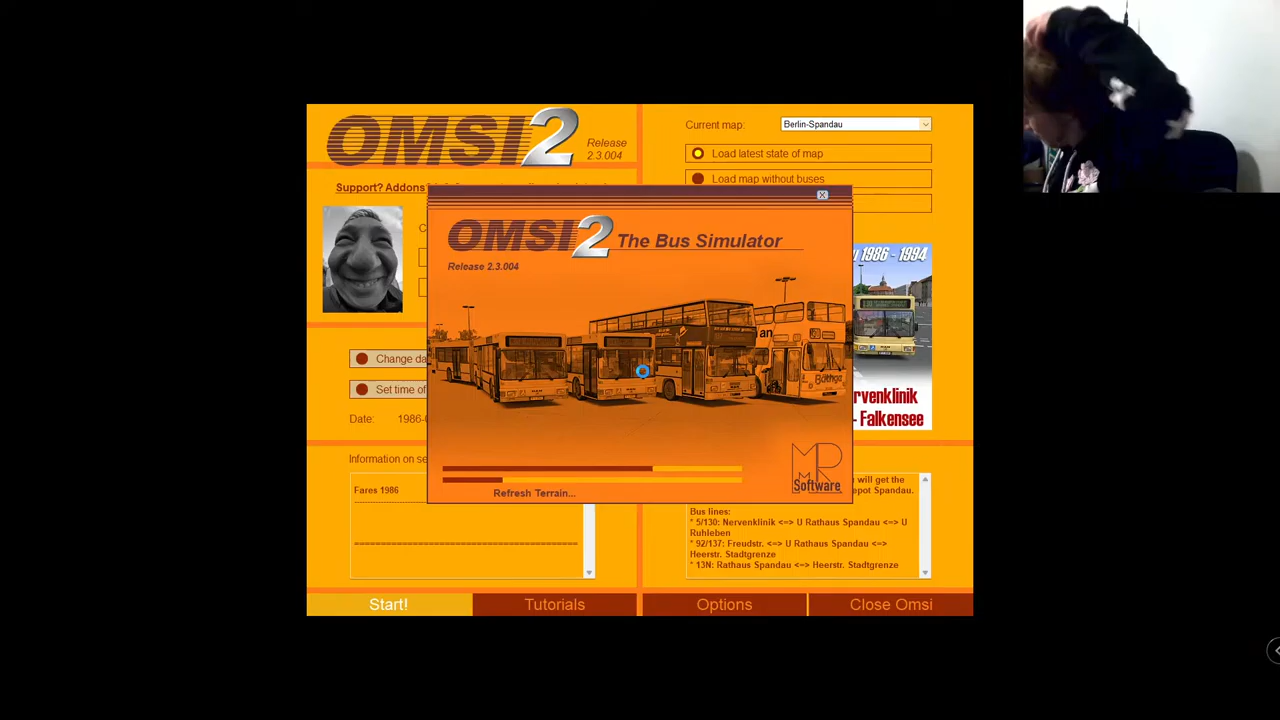 OMSI 2
Release
2.3.004
Current map:
Berlin-Spandau
Load latest state of map
Load map without buses
Support? Addons
OMSI 2 The Bus Simulator
Release 2.3.004
1986 - 1994
Change da
Set time of
Date: 1986-
ervenklinik
- Falkensee
Refresh Terrain...
MR
Software
Information on se
Fares 1986
will get the
epot Spandau.
Bus lines:
* 5/130: Nervenklinik <=> U Rathaus Spandau <=> U
Ruhleben
* 92/137: Freudstr. <=> U Rathaus Spandau <=>
Heerstr. Stadtgrenze
* 13N: Rathaus Spandau <=> Heerstr. Stadtgrenze
Start!
Tutorials
Options
Close Omsi